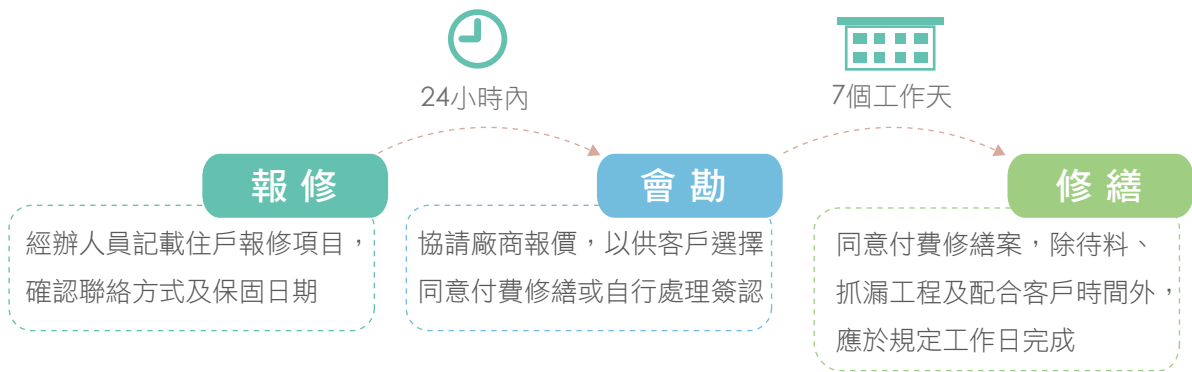 24小時內
7個工作天
報修
會勘
修繕
經辦人員記載住戶報修項目，
確認聯絡方式及保固日期
協請廠商報價，以供客戶選擇
同意付費修繕或自行處理簽認
同意付費修繕案，除待料、
抓漏工程及配合客戶時間外，
應於規定工作日完成